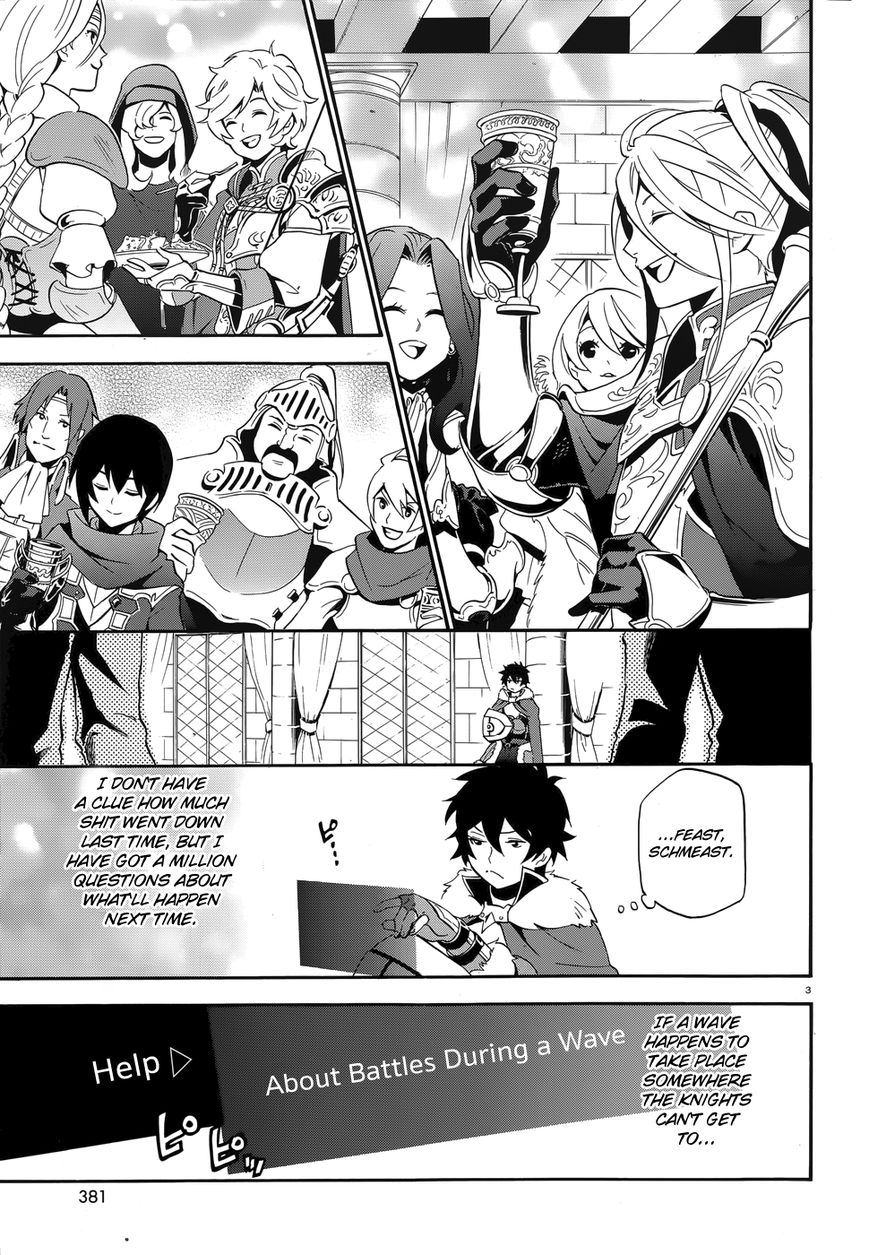 ...FEAST,
SCHMEAST.
ピ...
I DON'T HAVE
A CLUE HOW MUCH
SHIT WENT DOWN
LAST TIME, BUT I
HAVE GOT A MILLION
QUESTIONS ABOUT
WHAT'LL HAPPEN
NEXT TIME.
3
IF A WAVE
HAPPENS TO
TAKE PLACE
SOMEWHERE
THE KNIGHTS
CAN'T GET
TO...
Help ▷
About Battles During a Wave
ピピッ
381